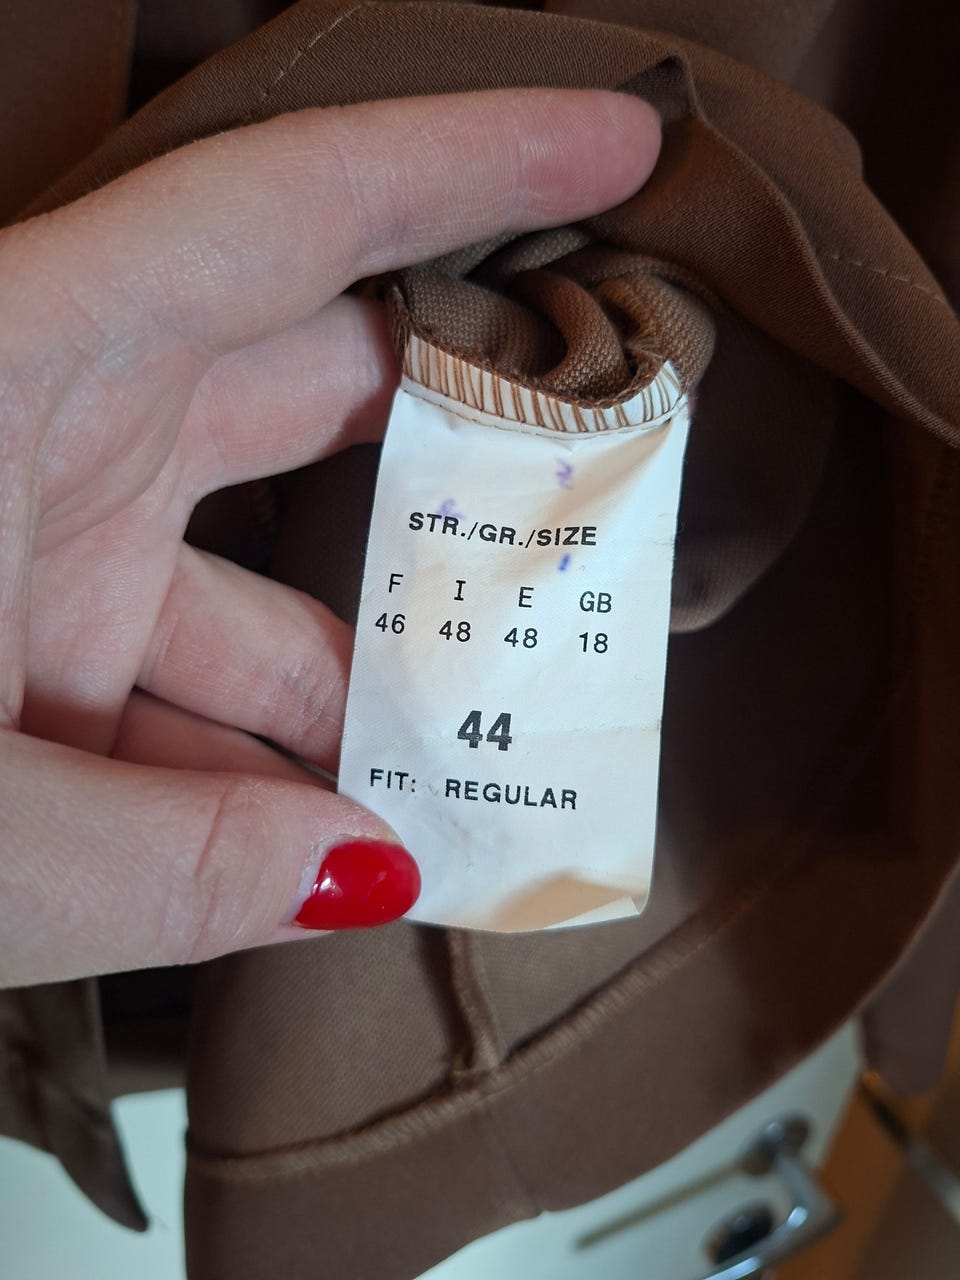 STR./GR./SIZE
F I E GB
46 48 48 18
44
FIT: REGULAR